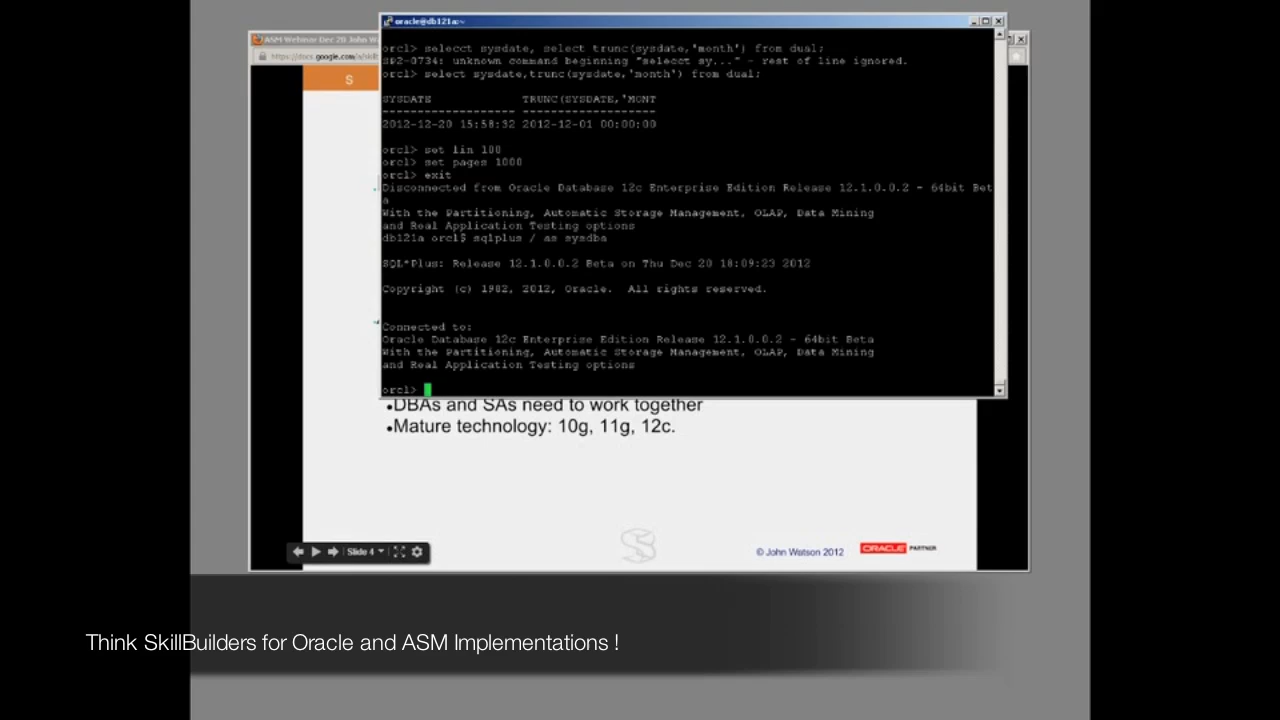 oracle@db121a:~
orcl> selecct sysdate, select trunc(sysdate,'month') from dual;
SP2-0734: unknown command beginning "selecct sy..." - rest of line ignored.
orcl> select sysdate,trunc(sysdate,'month') from dual;
SYSDATE TRUNC(SYSDATE,'MONT
------------------- -------------------
2012-12-20 15:58:32 2012-12-01 00:00:00
orcl> set lin 100
orcl> set pages 1000
orcl> exit
Disconnected from Oracle Database 12c Enterprise Edition Release 12.1.0.0.2 - 64bit Bet
a
With the Partitioning, Automatic Storage Management, OLAP, Data Mining
and Real Application Testing options
db121a orcl$ sqlplus / as sysdba
SQL*Plus: Release 12.1.0.0.2 Beta on Thu Dec 20 18:09:23 2012
Copyright (c) 1982, 2012, Oracle.  All rights reserved.
Connected to:
Oracle Database 12c Enterprise Edition Release 12.1.0.0.2 - 64bit Beta
With the Partitioning, Automatic Storage Management, OLAP, Data Mining
and Real Application Testing options
orcl>
ASM Webinar Dec 20 John Wa
https://docs.google.com/a/skill
S
•DBAs and SAs need to work together
•Mature technology: 10g, 11g, 12c.
Slide 4
© John Watson 2012
ORACLE PARTNER
Think SkillBuilders for Oracle and ASM Implementations !